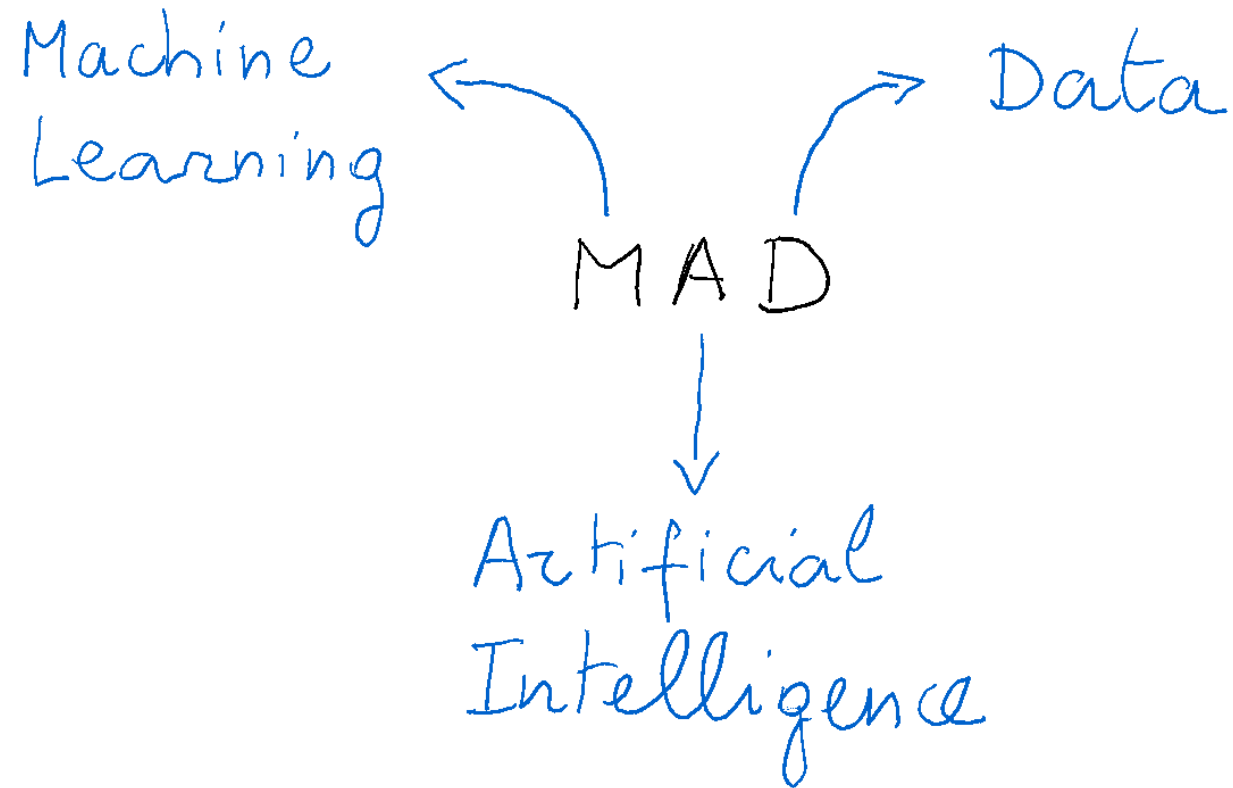 Machine
Learning
Data
MAD
Artificial
Intelligence